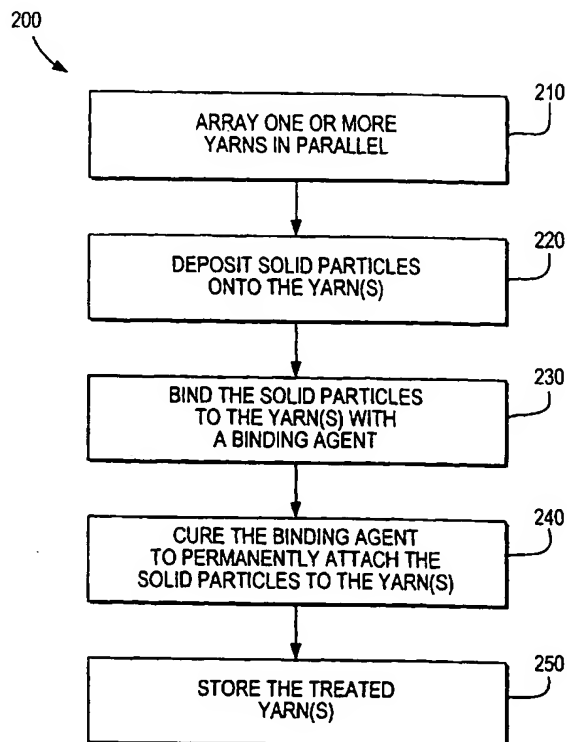 200
210
ARRAY ONE OR MORE
YARNS IN PARALLEL
220
DEPOSIT SOLID PARTICLES
ONTO THE YARN(S)
230
BIND THE SOLID PARTICLES
TO THE YARN(S) WITH
A BINDING AGENT
240
CURE THE BINDING AGENT
TO PERMANENTLY ATTACH THE
SOLID PARTICLES TO THE YARN(S)
250
STORE THE TREATED
YARN(S)